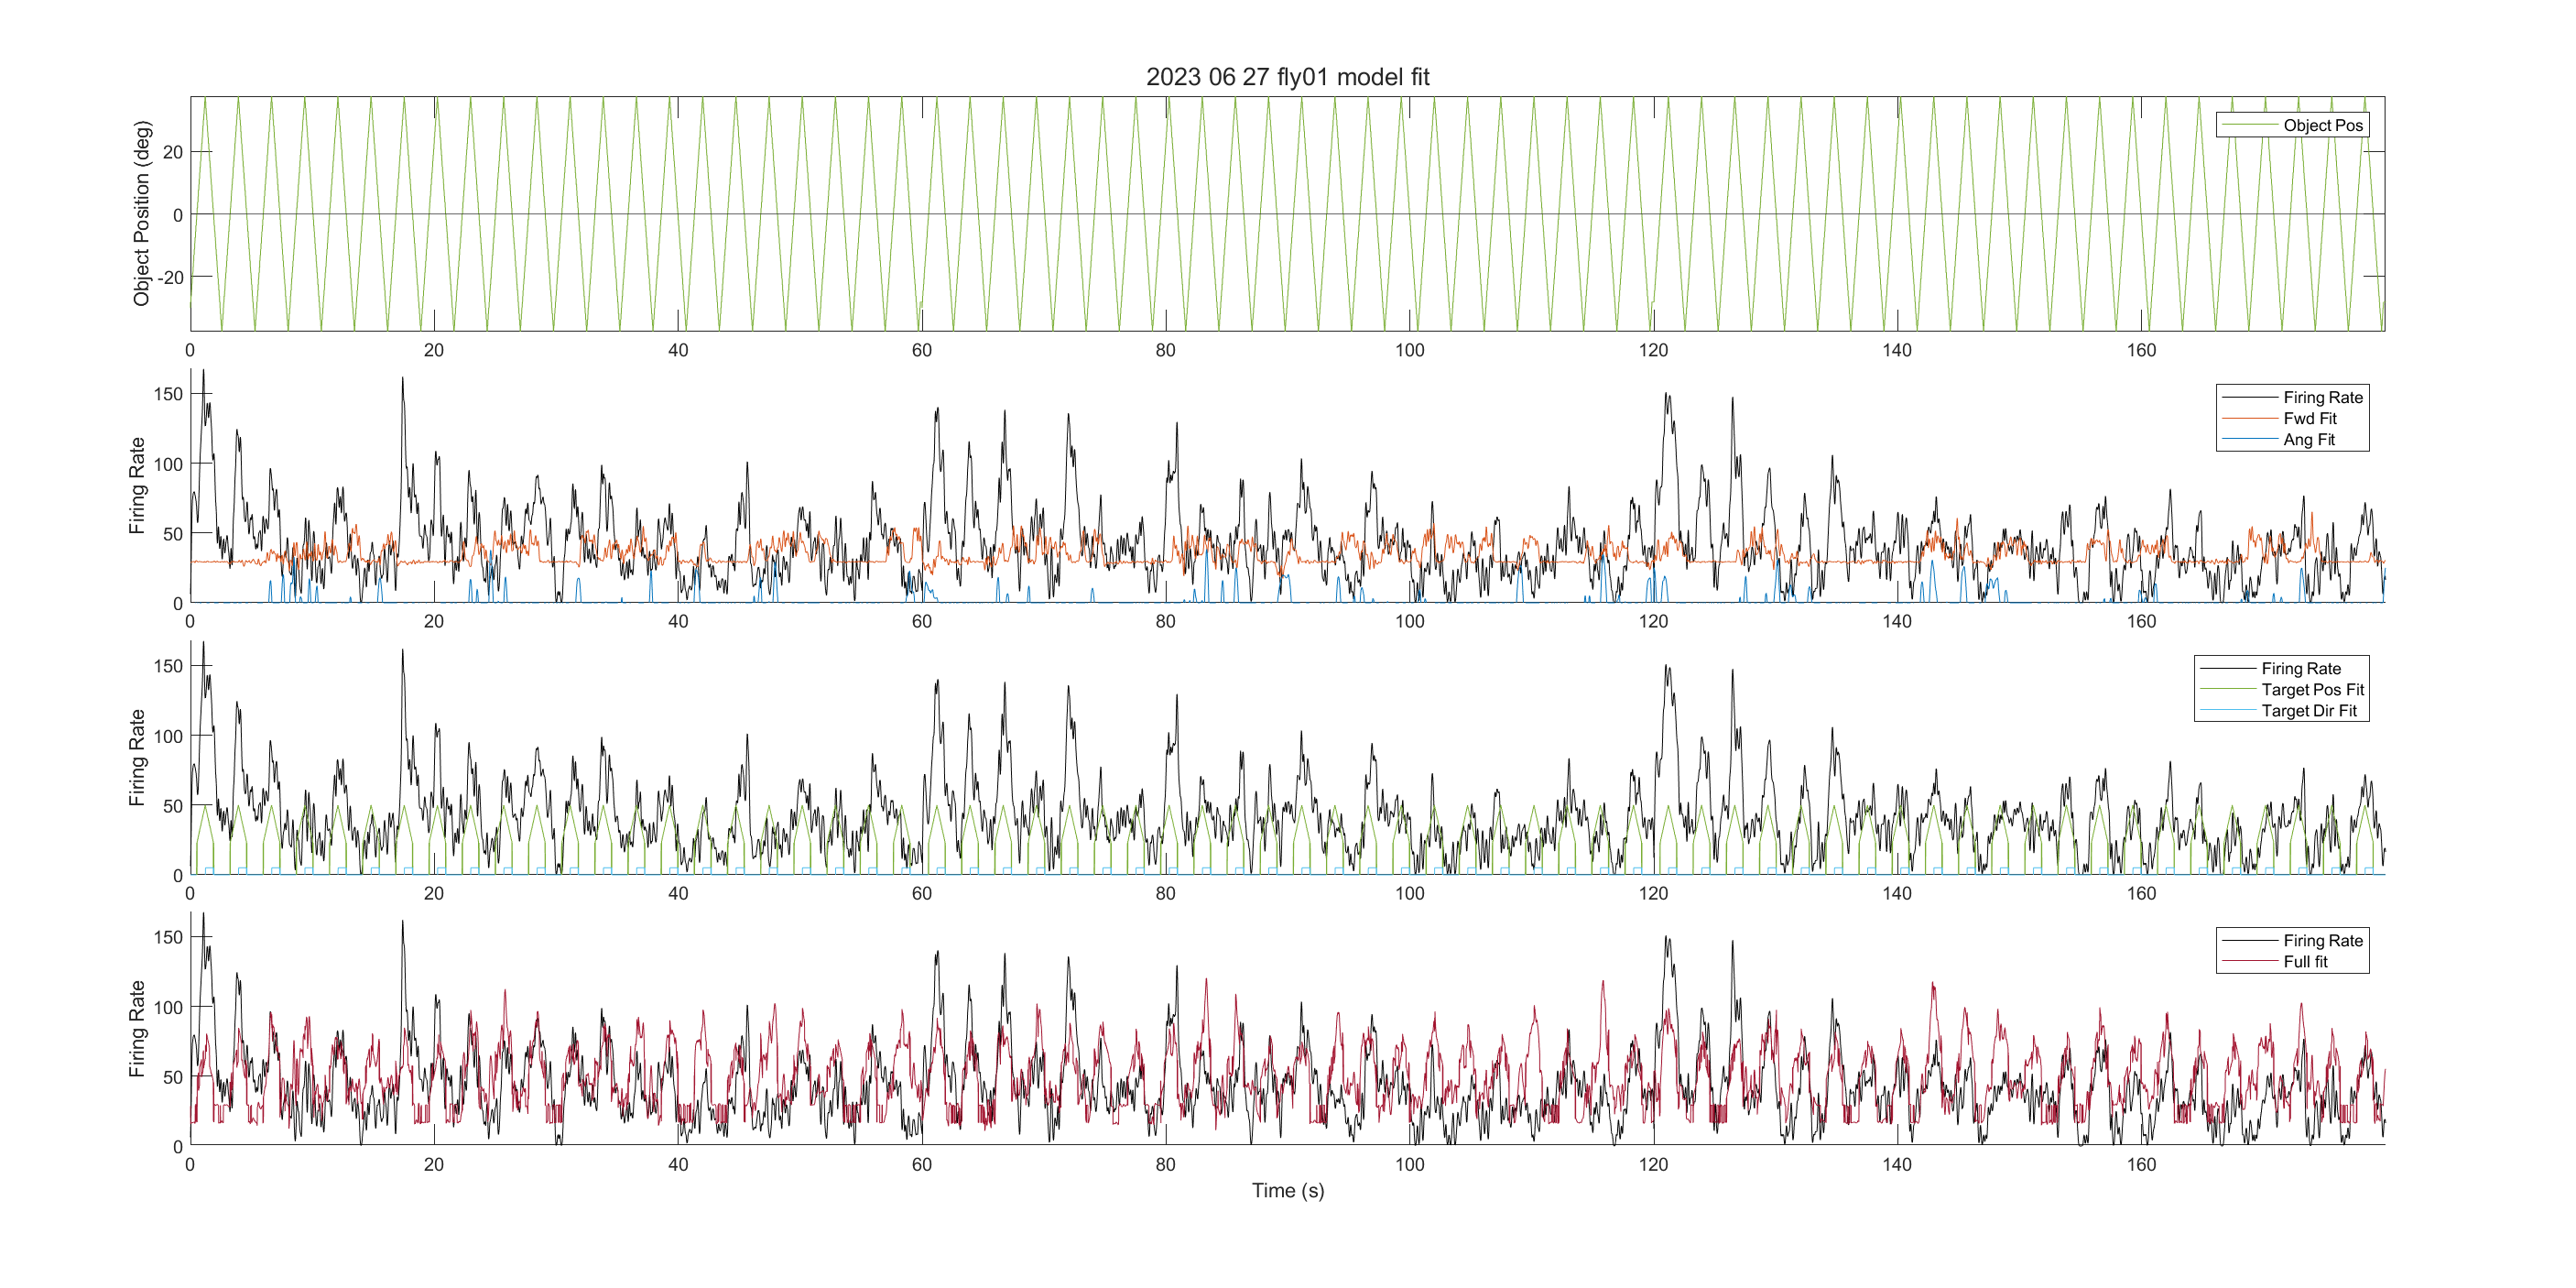 2023 06 27 fly01 model fit
Object Position (deg)
20
0
-20
Object Pos
0 20 40 60 80 100 120 140 160
Firing Rate
150
100
50
0
Firing Rate
Fwd Fit
Ang Fit
0 20 40 60 80 100 120 140 160
Firing Rate
150
100
50
0
Firing Rate
Target Pos Fit
Target Dir Fit
0 20 40 60 80 100 120 140 160
Firing Rate
150
100
50
0
Firing Rate
Full fit
0 20 40 60 80 100 120 140 160
Time (s)